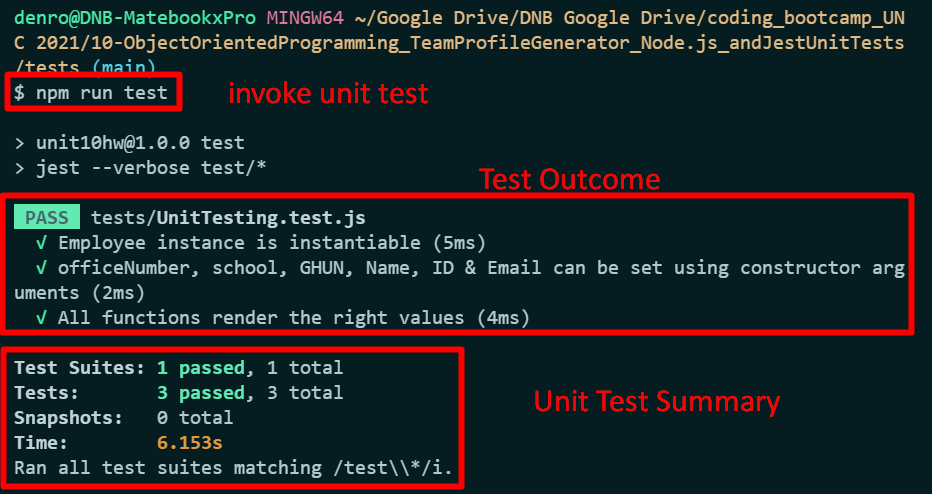 denro@DNB-MatebookxPro MINGW64 ~/Google Drive/DNB Google Drive/coding_bootcamp_UN
C 2021/10-ObjectOrientedProgramming_TeamProfileGenerator_Node.js_andJestUnitTests
/tests (main)
$ npm run test
invoke unit test
> unit10hw@1.0.0 test
> jest --verbose test/*
Test Outcome
PASS tests/UnitTesting.test.js
√ Employee instance is instantiable (5ms)
√ officeNumber, school, GHUN, Name, ID & Email can be set using constructor arg
uments (2ms)
√ All functions render the right values (4ms)
Test Suites: 1 passed, 1 total
Tests: 3 passed, 3 total
Snapshots: 0 total
Time: 6.153s
Ran all test suites matching /test\\*/i.
Unit Test Summary